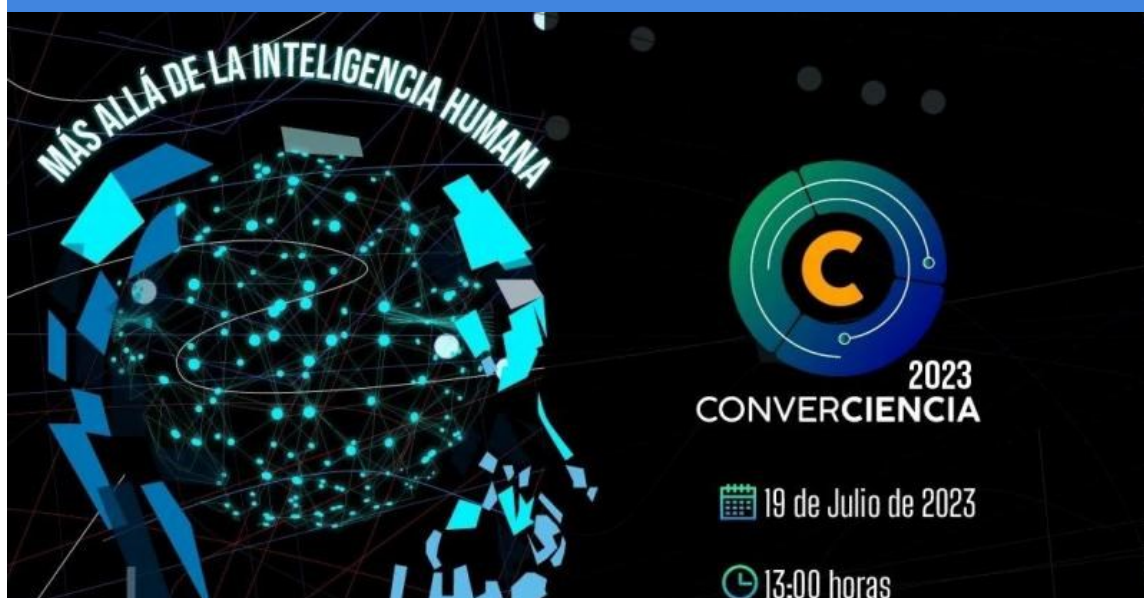 MÁS ALLÁ DE LA INTELIGENCIA HUMANA
C
2023
CONVERCIENCIA
19 de Julio de 2023
13:00 horas